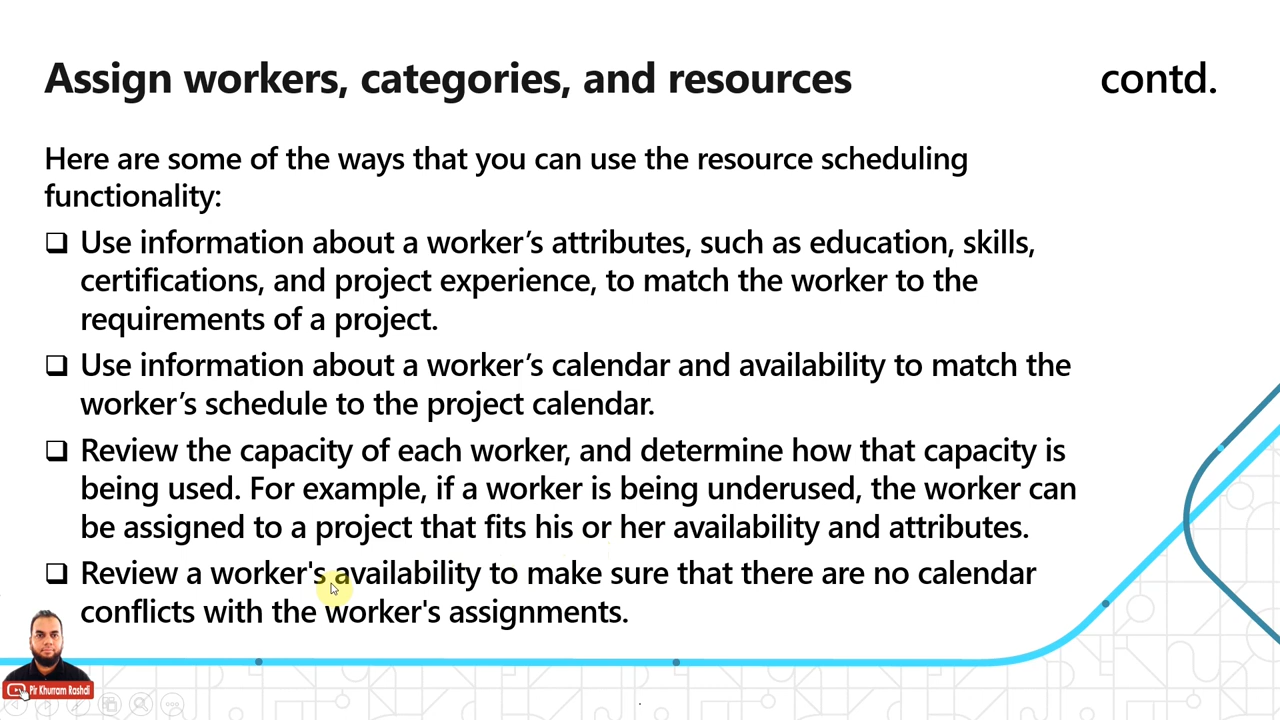 Assign workers, categories, and resources contd.
Here are some of the ways that you can use the resource scheduling
functionality:
❑ Use information about a worker’s attributes, such as education, skills,
certifications, and project experience, to match the worker to the
requirements of a project.
❑ Use information about a worker’s calendar and availability to match the
worker’s schedule to the project calendar.
❑ Review the capacity of each worker, and determine how that capacity is
being used. For example, if a worker is being underused, the worker can
be assigned to a project that fits his or her availability and attributes.
❑ Review a worker's availability to make sure that there are no calendar
conflicts with the worker's assignments.
Pir Khurram Rashdi